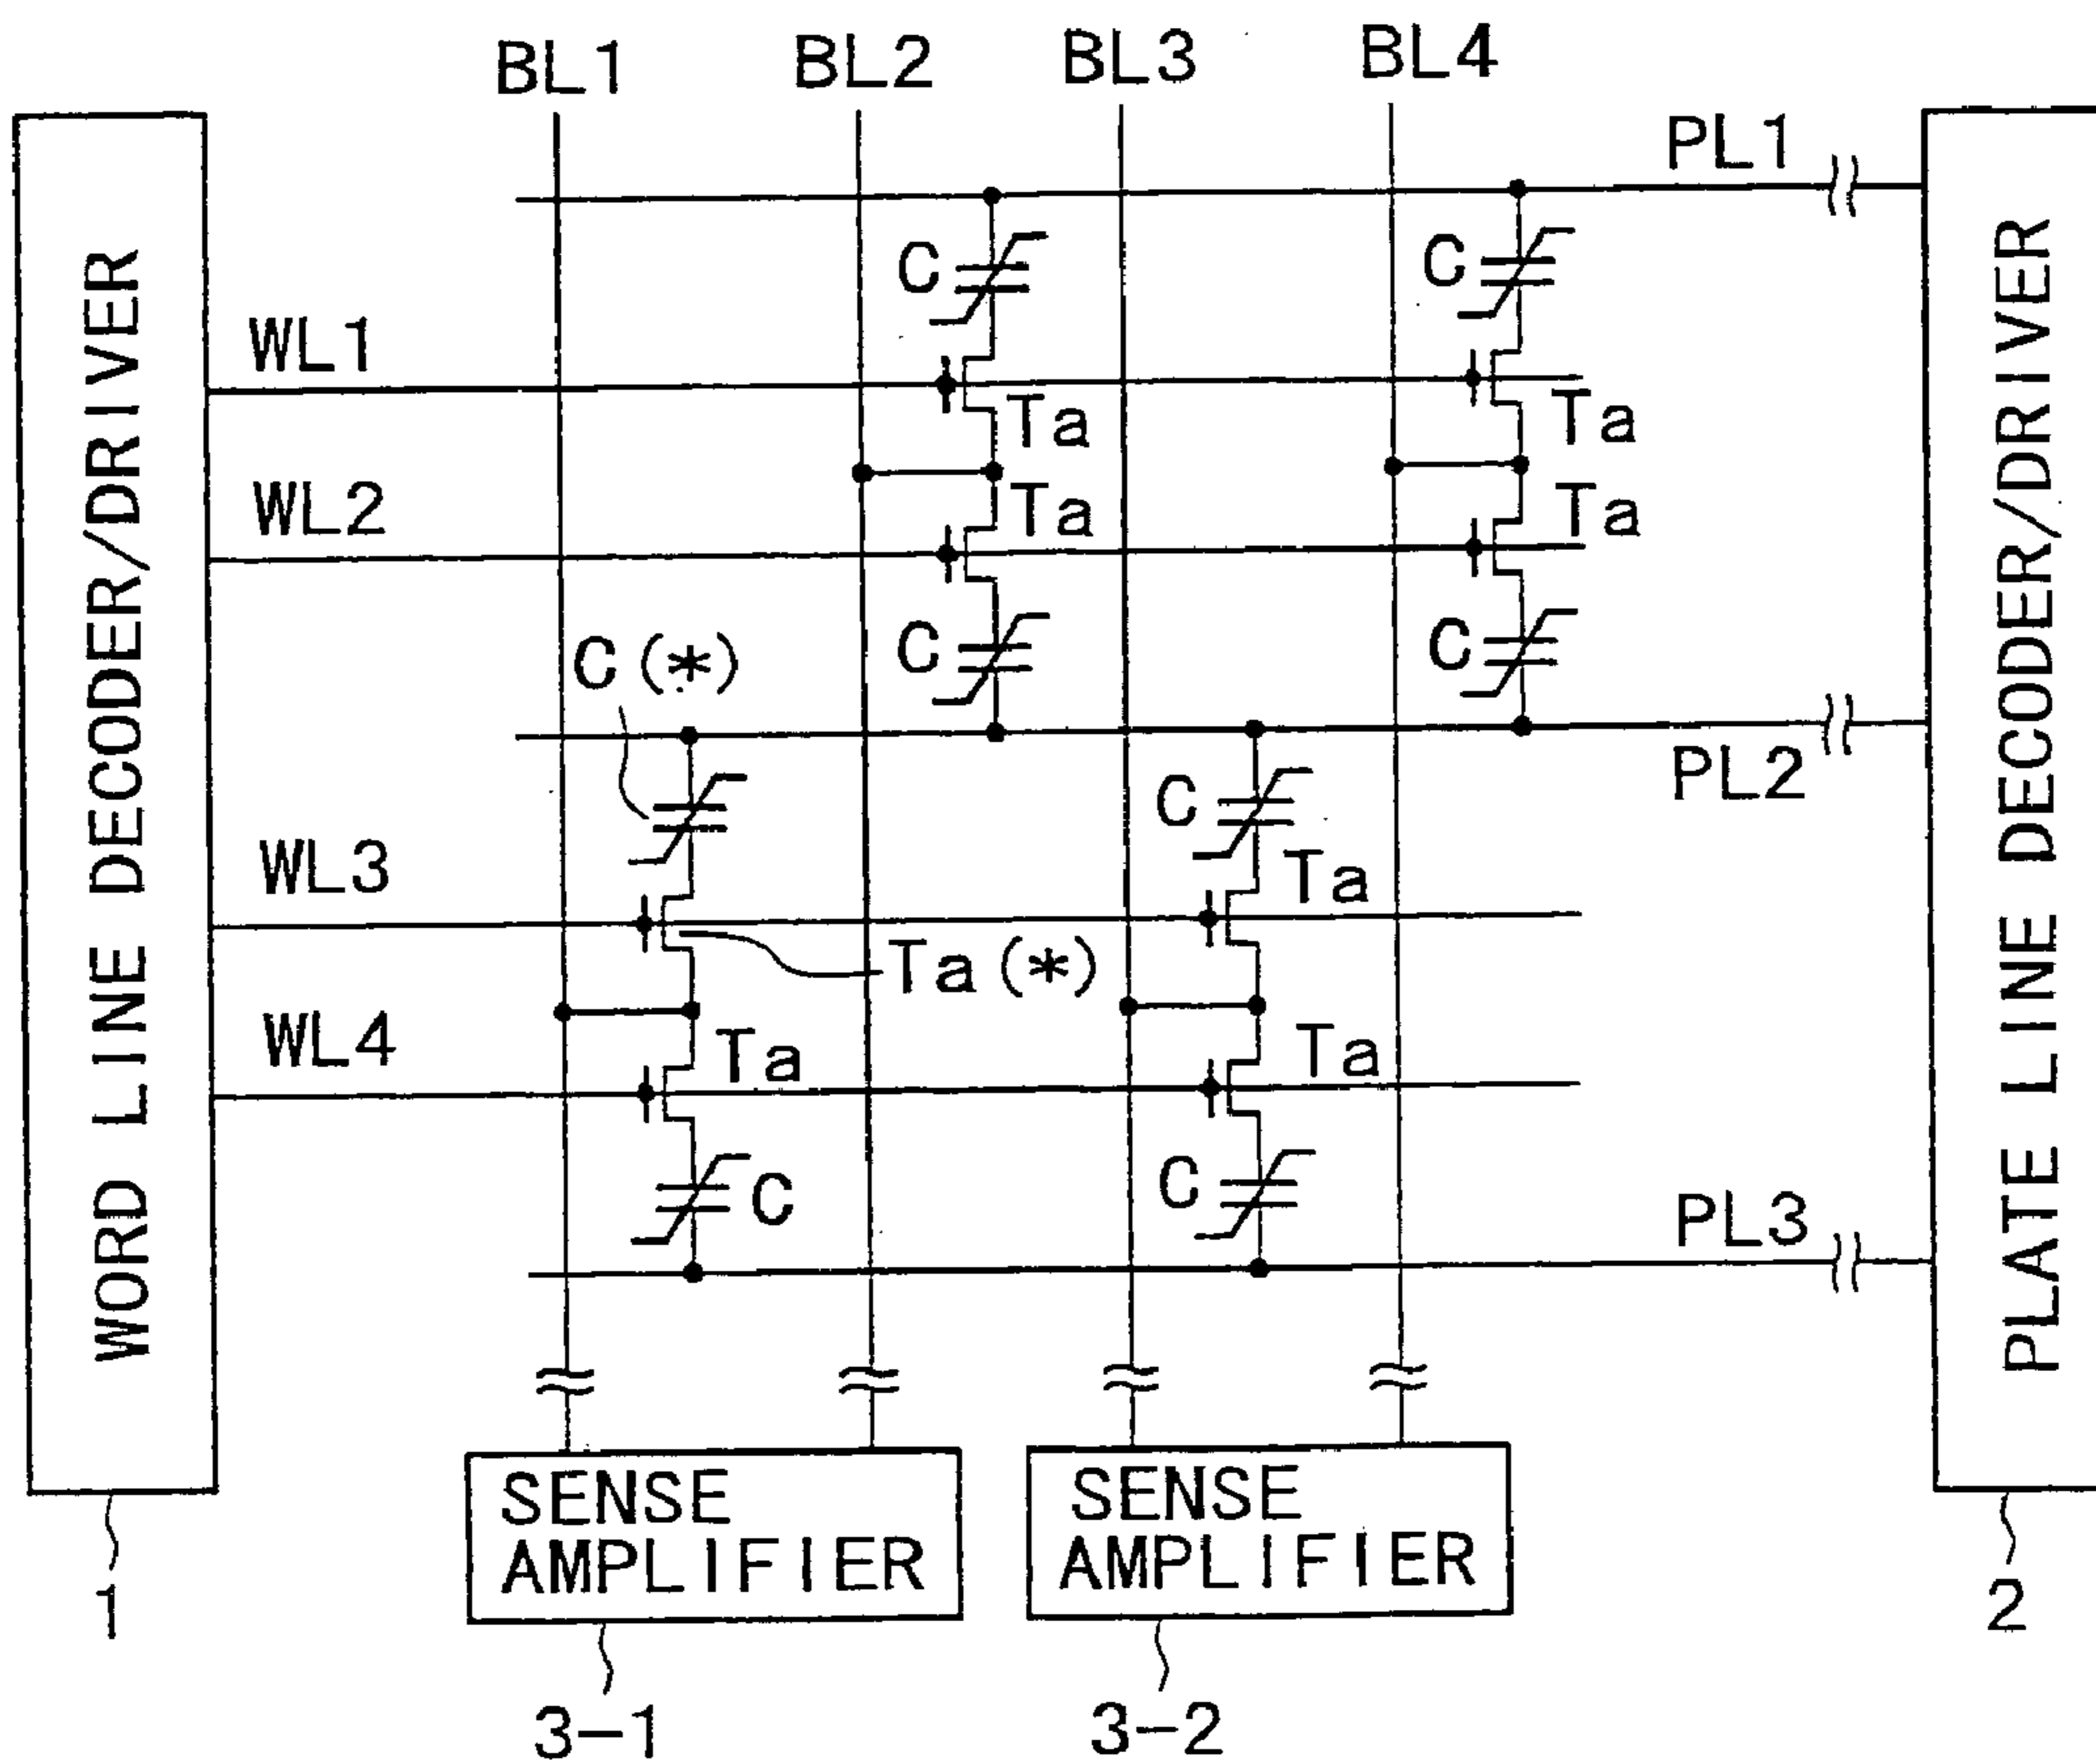 BL1 BL2 BL3 BL4
PL1
C C
WL1
Ta Ta
WL2 Ta Ta
C (*) C C
PL2
C
WL3 Ta
Ta (*)
WL4 Ta Ta
C C
PL3
WORD LINE DECODER/DRIVER
PLATE LINE DECODER/DRIVER
SENSE
AMPLIFIER
SENSE
AMPLIFIER
1
2
3-1
3-2